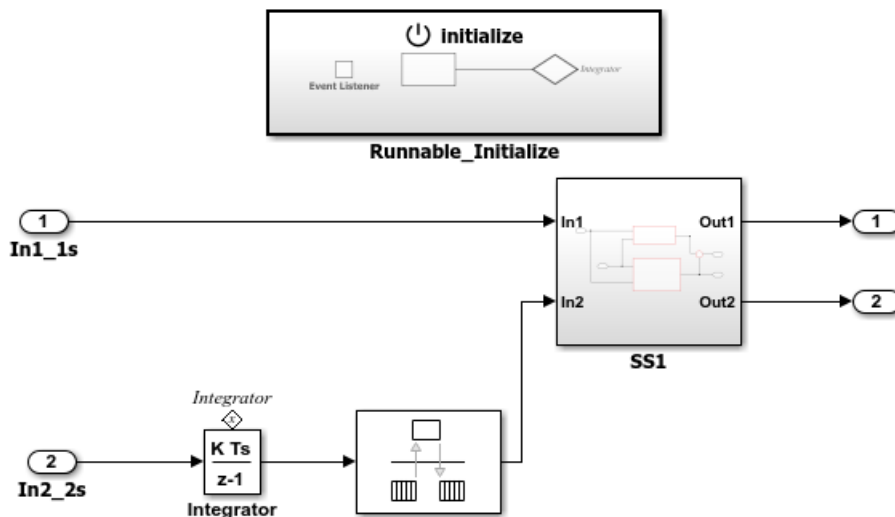 initialize
Event Listener
Integrator
Runnable_Initialize
1
In1_1s
In1
Out1
1
In2
Out2
2
SS1
Integrator
x
2
In2_2s
K Ts
z-1
Integrator